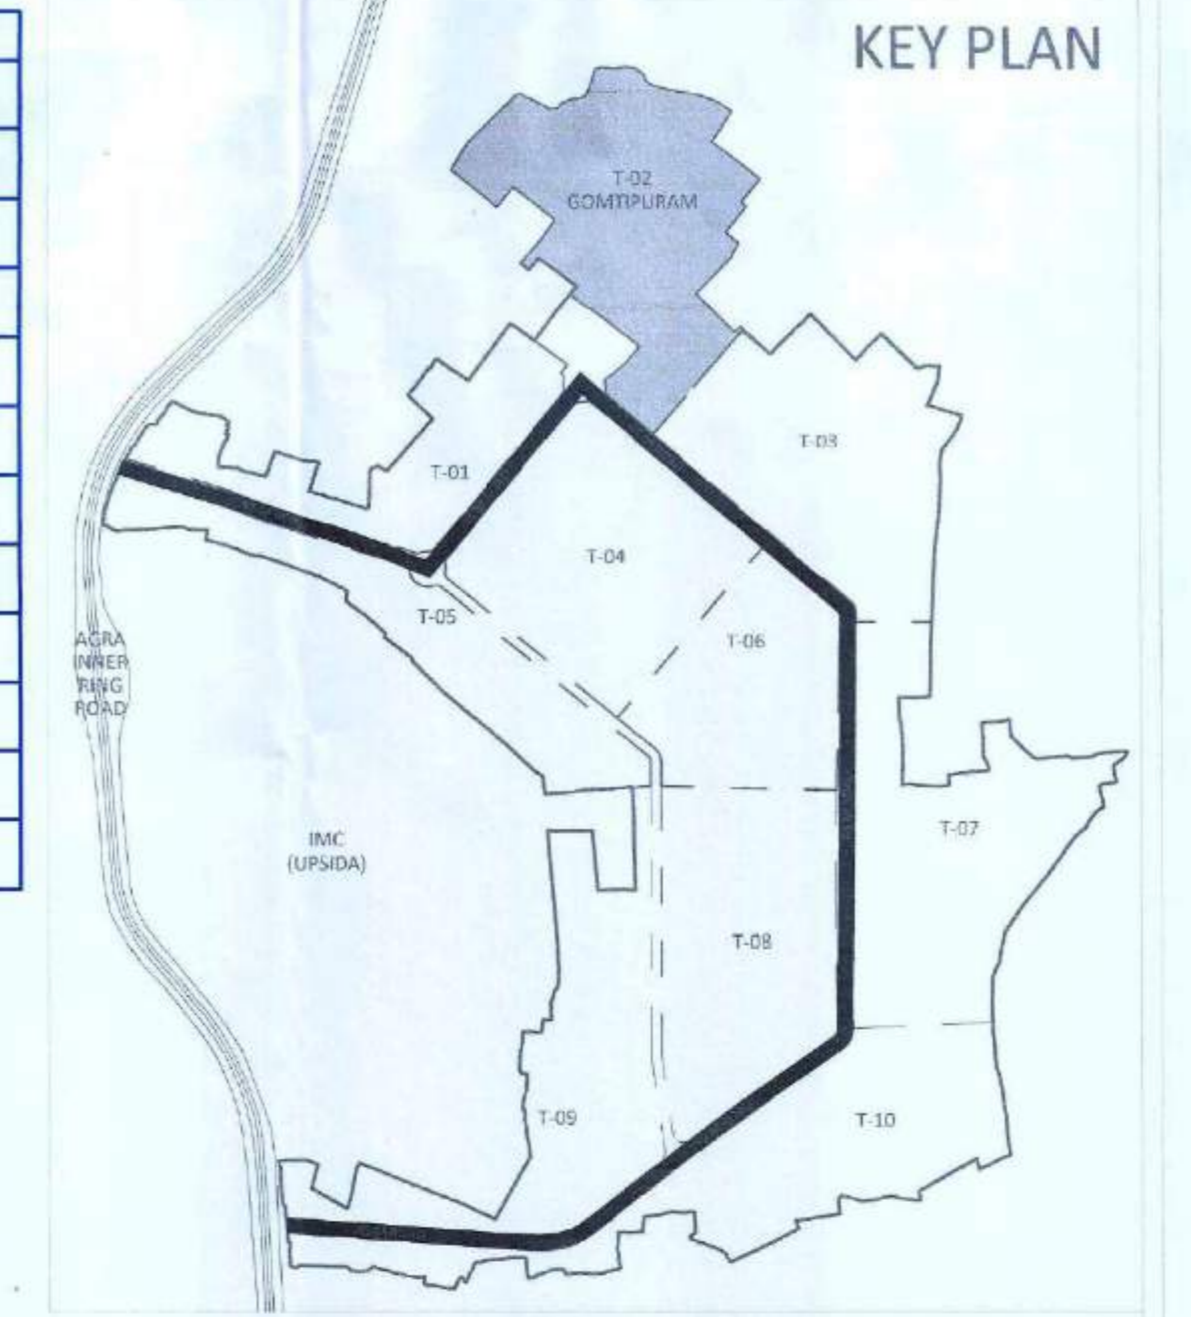 KEY PLAN
T-02
GOMTIPURAM
T-03
T-01
T-04
T-05
T-06
AGRA
INNER
RING
ROAD
T-07
IMC
(UPSIDA)
T-08
T-09
T-10